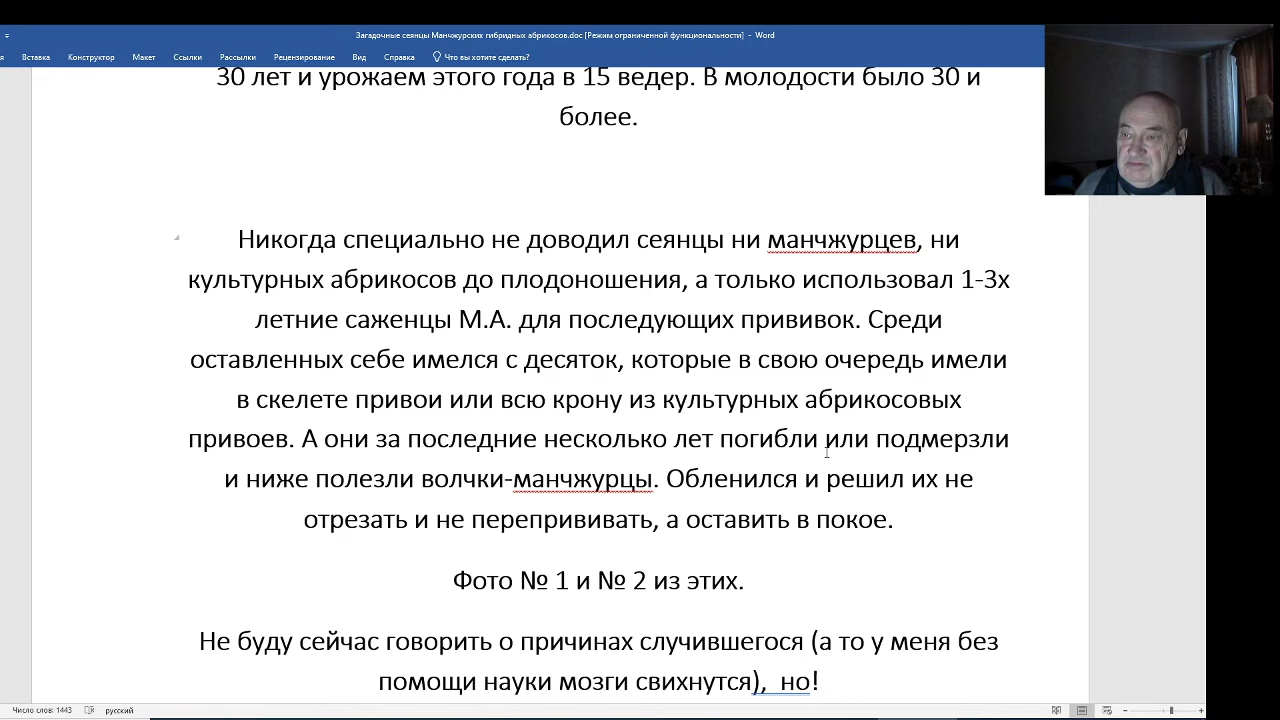 Загадочные сеянцы Манчжурских гибридных абрикосов.doc [Режим ограниченной функциональности] - Word
Вставка Конструктор Макет Ссылки Рассылки Рецензирование Вид Справка Что вы хотите сделать?
30 лет и урожаем этого года в 15 ведер. В молодости было 30 и
более.
Никогда специально не доводил сеянцы ни манчжурцев, ни
культурных абрикосов до плодоношения, а только использовал 1-3х
летние саженцы М.А. для последующих прививок. Среди
оставленных себе имелся с десяток, которые в свою очередь имели
в скелете привои или всю крону из культурных абрикосовых
привоев. А они за последние несколько лет погибли или подмерзли
и ниже полезли волчки-манчжурцы. Обленился и решил их не
отрезать и не перепрививать, а оставить в покое.
Фото № 1 и № 2 из этих.
Не буду сейчас говорить о причинах случившегося (а то у меня без
помощи науки мозги свихнутся), но!
Число слов: 1443 русский